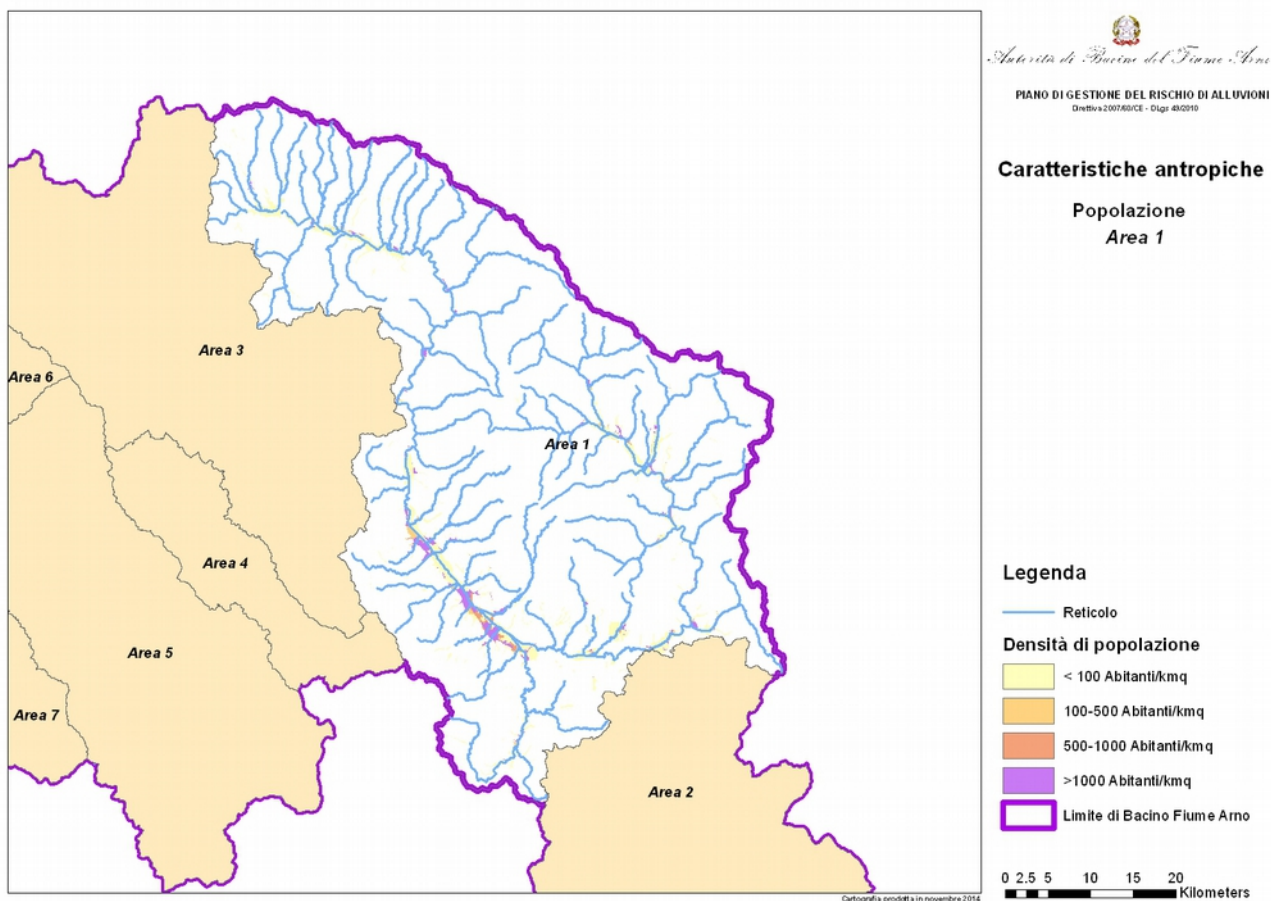 Autorità di Bacino del Fiume Arno
PIANO DI GESTIONE DEL RISCHIO DI ALLUVIONI
Direttiva 2007/60/CE - DLgs 49/2010
Caratteristiche antropiche
Popolazione
Area 1
Area 3
Area 6
Area 1
Area 4
Area 5
Area 7
Area 2
Legenda
Reticolo
Densità di popolazione
< 100 Abitanti/kmq
100-500 Abitanti/kmq
500-1000 Abitanti/kmq
>1000 Abitanti/kmq
Limite di Bacino Fiume Arno
0 2.5 5 10 15 20
Kilometers
Cartografia prodotta in novembre 2014